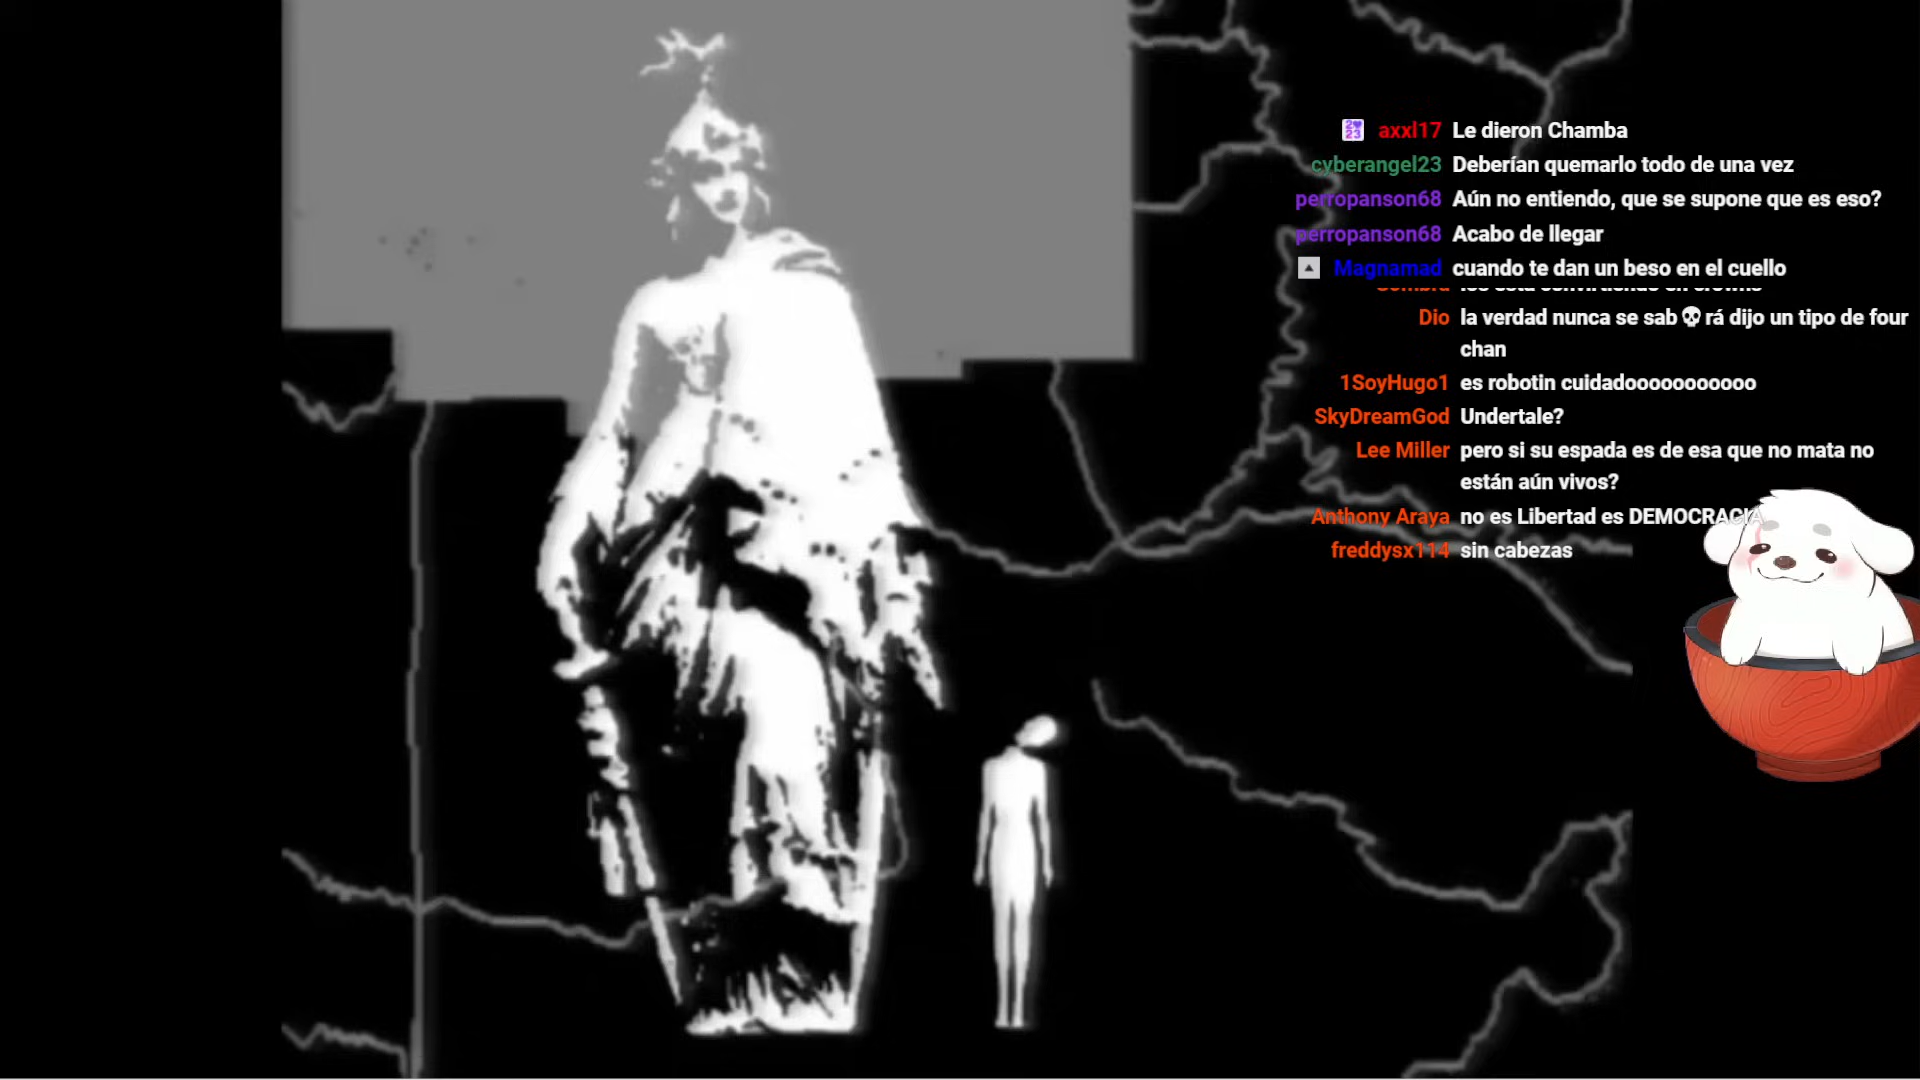 axxl17 Le dieron Chamba
cyberangel23 Deberían quemarlo todo de una vez
perropanson68 Aún no entiendo, que se supone que es eso?
perropanson68 Acabo de llegar
Magnamad cuando te dan un beso en el cuello
Dio la verdad nunca se sab💀rá dijo un tipo de four
chan
1SoyHugo1 es robotin cuidadooooooooooo
SkyDreamGod Undertale?
Lee Miller pero si su espada es de esa que no mata no
están aún vivos?
Anthony Araya no es Libertad es DEMOCRACIA
freddysx114 sin cabezas